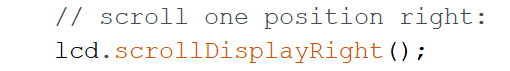 // scroll one position right:
lcd.scrollDisplayRight();